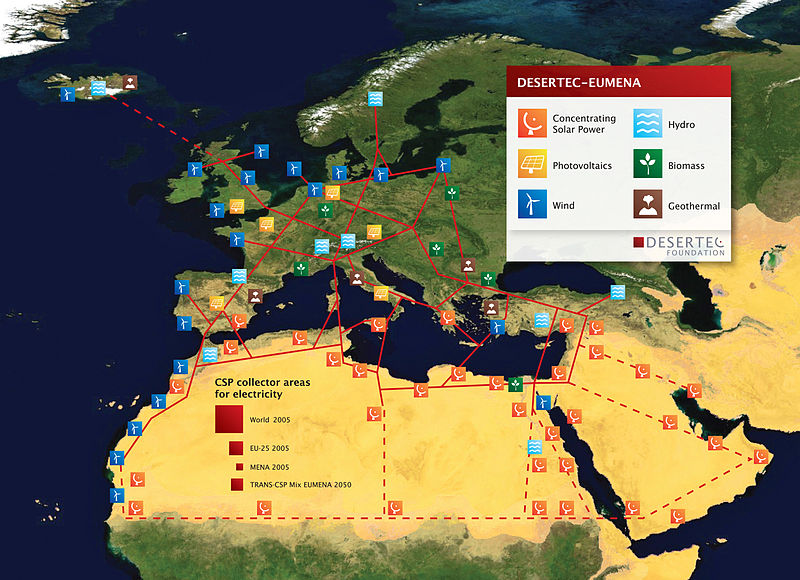 DESERTEC–EUMENA
Concentrating
Solar Power
Hydro
Photovoltaics
Biomass
Wind
Geothermal
DESERTEC
FOUNDATION
CSP collector areas
for electricity
World 2005
EU-25 2005
MENA 2005
TRANS-CSP Mix EUMENA 2050